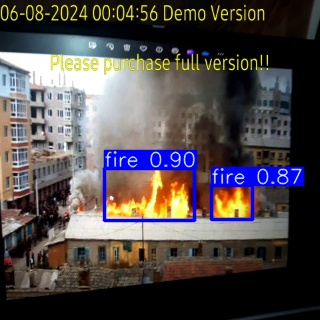 06-08-2024 00:04:56 Demo Version
Please purchase full version!!
fire 0.90
fire 0.87